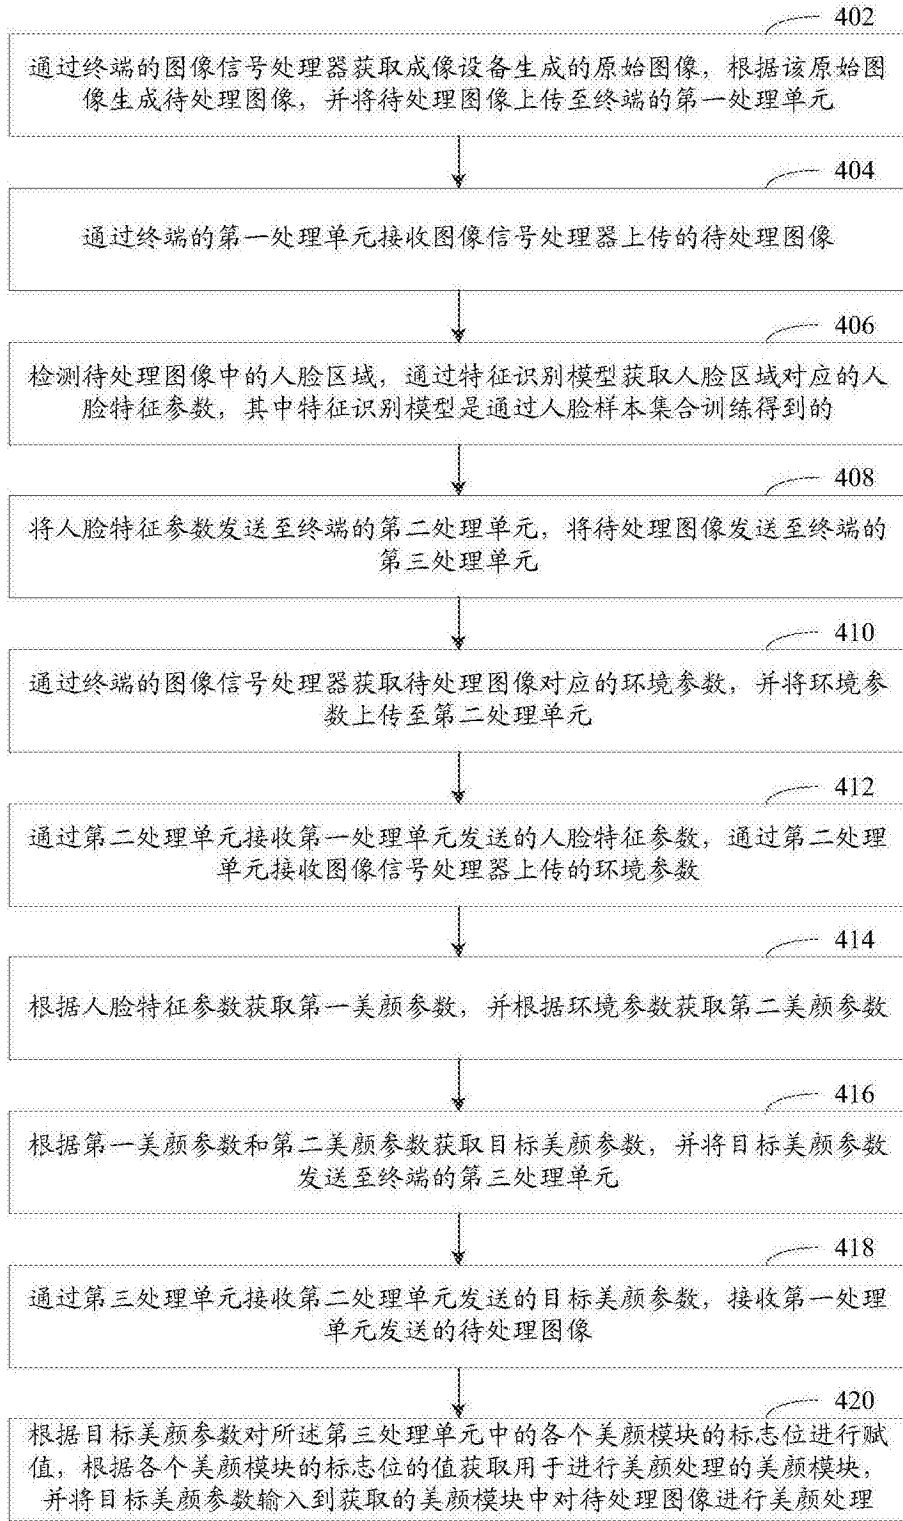 402
通过终端的图像信号处理器获取成像设备生成的原始图像，根据该原始图
像生成待处理图像，并将待处理图像上传至终端的第一处理单元
404
通过终端的第一处理单元接收图像信号处理器上传的待处理图像
406
检测待处理图像中的人脸区域，通过特征识别模型获取人脸区域对应的人
脸特征参数，其中特征识别模型是通过人脸样本集合训练得到的
408
将人脸特征参数发送至终端的第二处理单元，将待处理图像发送至终端的
第三处理单元
410
通过终端的图像信号处理器获取待处理图像对应的环境参数，并将环境参
数上传至第二处理单元
412
通过第二处理单元接收第一处理单元发送的人脸特征参数，通过第二处理
单元接收图像信号处理器上传的环境参数
414
根据人脸特征参数获取第一美颜参数，并根据环境参数获取第二美颜参数
416
根据第一美颜参数和第二美颜参数获取目标美颜参数，并将目标美颜参数
发送至终端的第三处理单元
418
通过第三处理单元接收第二处理单元发送的目标美颜参数，接收第一处理
单元发送的待处理图像
420
根据目标美颜参数对所述第三处理单元中的各个美颜模块的标志位进行赋
值，根据各个美颜模块的标志位的值获取用于进行美颜处理的美颜模块，
并将目标美颜参数输入到获取的美颜模块中对待处理图像进行美颜处理